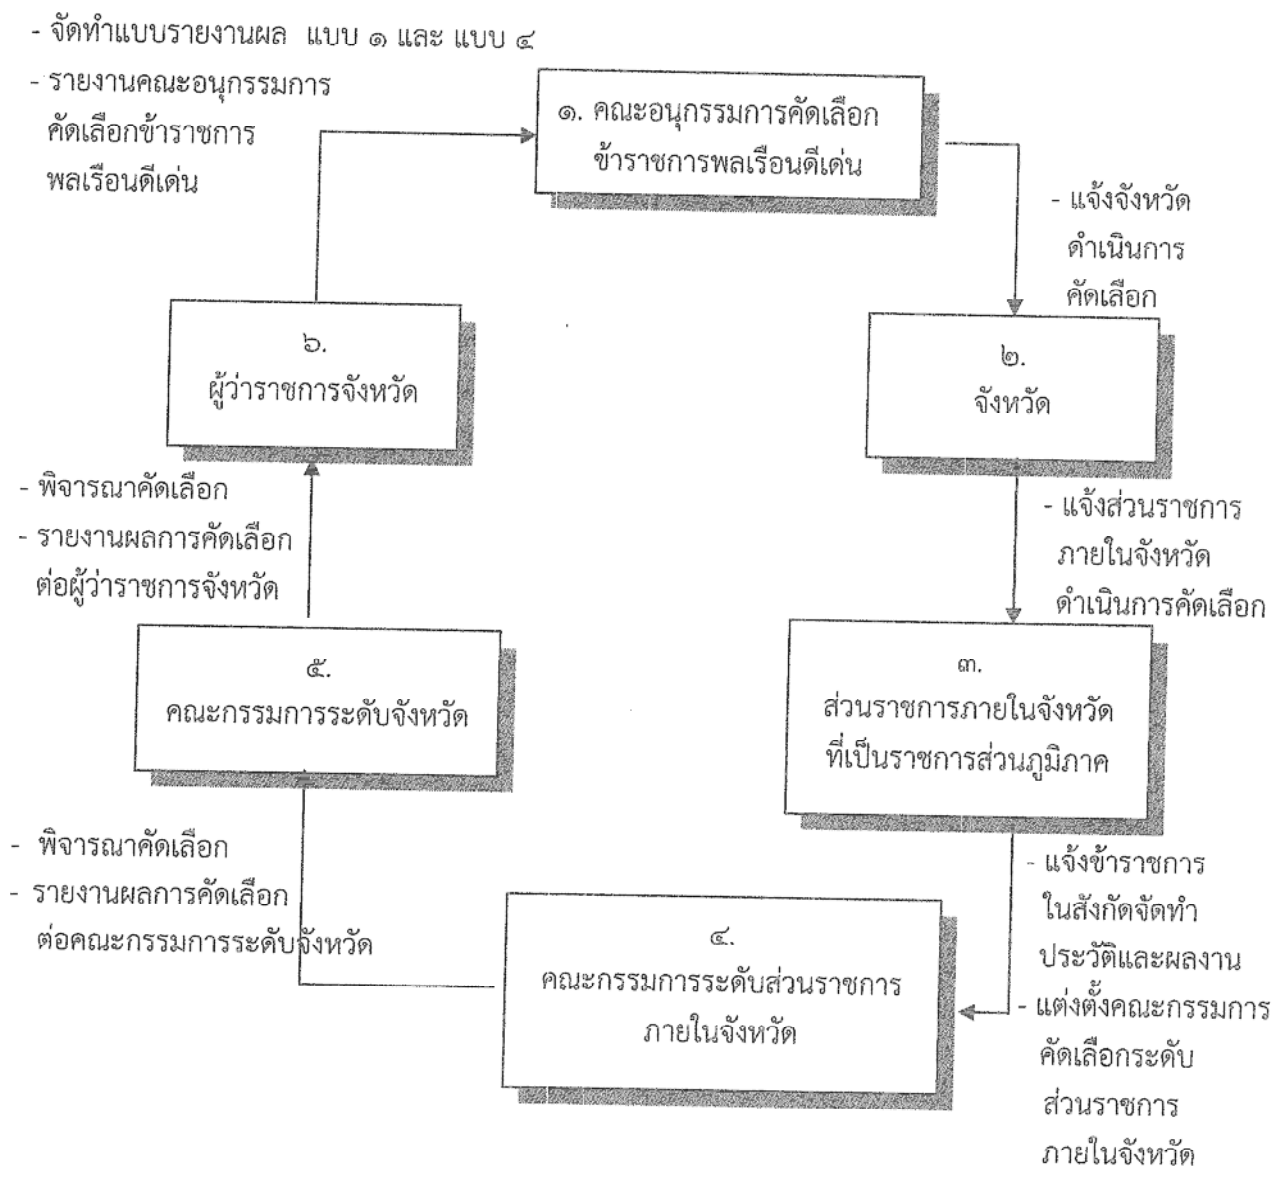 - จัดทำแบบรายงานผล แบบ ๑ และ แบบ ๔
- รายงานคณะอนุกรรมการ
คัดเลือกข้าราชการ
พลเรือนดีเด่น
๑. คณะอนุกรรมการคัดเลือก
ข้าราชการพลเรือนดีเด่น
- แจ้งจังหวัด
ดำเนินการ
คัดเลือก
๒.
จังหวัด
- แจ้งส่วนราชการ
ภายในจังหวัด
ดำเนินการคัดเลือก
๓.
ส่วนราชการภายในจังหวัด
ที่เป็นราชการส่วนภูมิภาค
- แจ้งข้าราชการ
ในสังกัดจัดทำ
ประวัติและผลงาน
- แต่งตั้งคณะกรรมการ
คัดเลือกระดับ
ส่วนราชการ
ภายในจังหวัด
๔.
คณะกรรมการระดับส่วนราชการ
ภายในจังหวัด
- พิจารณาคัดเลือก
- รายงานผลการคัดเลือก
ต่อคณะกรรมการระดับจังหวัด
๕.
คณะกรรมการระดับจังหวัด
- พิจารณาคัดเลือก
- รายงานผลการคัดเลือก
ต่อผู้ว่าราชการจังหวัด
๖.
ผู้ว่าราชการจังหวัด